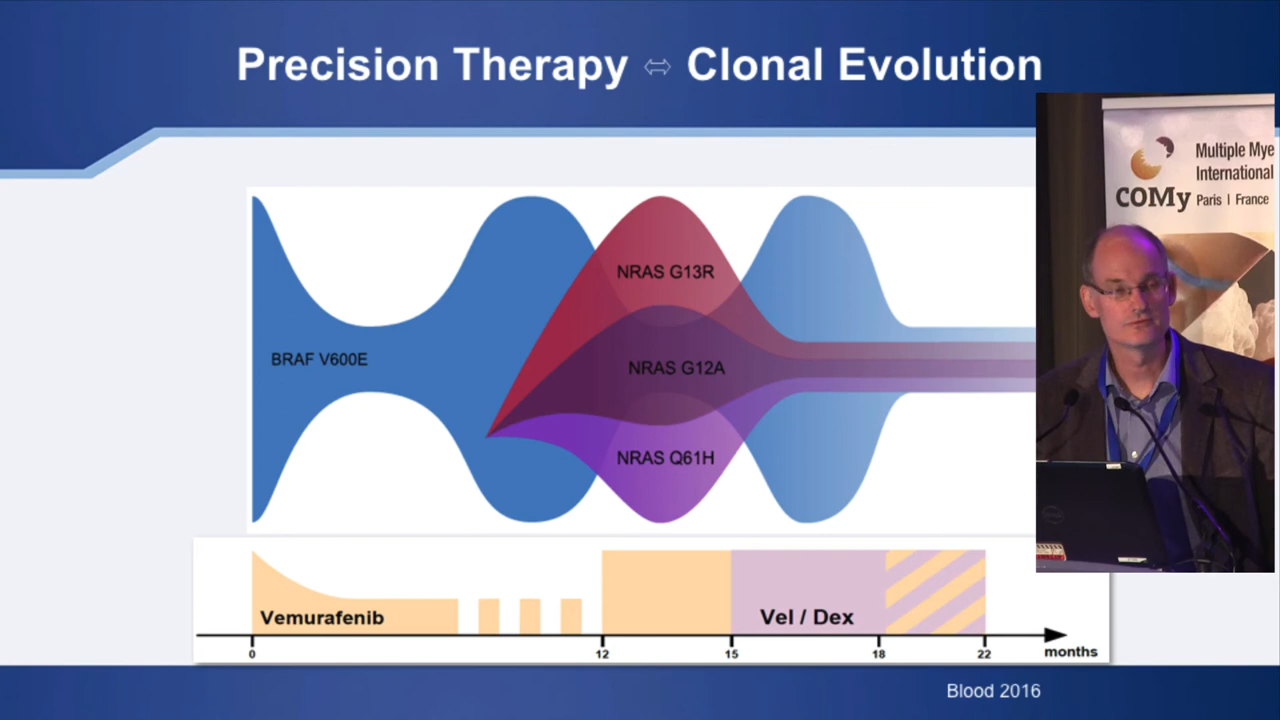 Precision Therapy ⇔ Clonal Evolution
Multiple Mye
International
COMy Paris | France
NRAS G13R
BRAF V600E
NRAS G12A
NRAS Q61H
Vemurafenib
Vel / Dex
0 12 15 18 22 months
Blood 2016